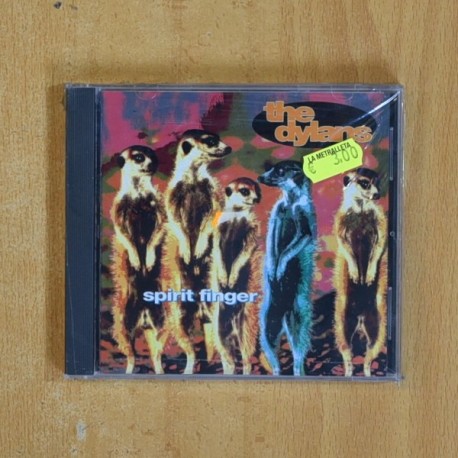 the
dylans
LA METRALLETA
€ 3,00
spirit finger